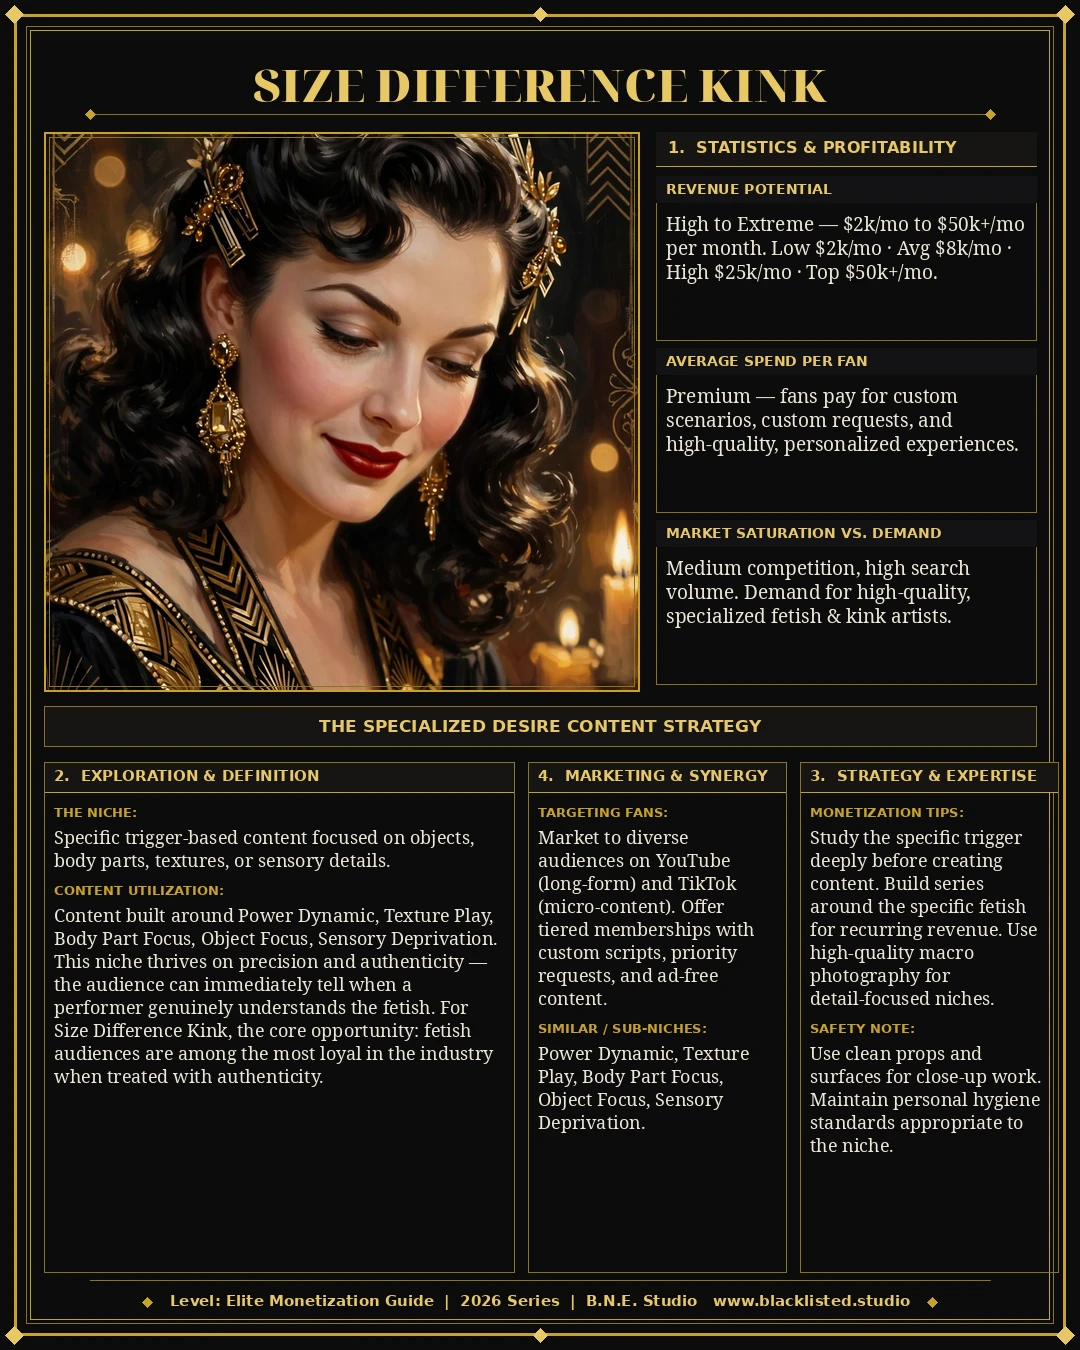 SIZE DIFFERENCE KINK
1. STATISTICS & PROFITABILITY
REVENUE POTENTIAL
High to Extreme — $2k/mo to $50k+/mo
per month. Low $2k/mo · Avg $8k/mo ·
High $25k/mo · Top $50k+/mo.
AVERAGE SPEND PER FAN
Premium — fans pay for custom
scenarios, custom requests, and
high-quality, personalized experiences.
MARKET SATURATION VS. DEMAND
Medium competition, high search
volume. Demand for high-quality,
specialized fetish & kink artists.
THE SPECIALIZED DESIRE CONTENT STRATEGY
2. EXPLORATION & DEFINITION
THE NICHE:
Specific trigger-based content focused on objects,
body parts, textures, or sensory details.
CONTENT UTILIZATION:
Content built around Power Dynamic, Texture Play,
Body Part Focus, Object Focus, Sensory Deprivation.
This niche thrives on precision and authenticity —
the audience can immediately tell when a
performer genuinely understands the fetish. For
Size Difference Kink, the core opportunity: fetish
audiences are among the most loyal in the industry
when treated with authenticity.
4. MARKETING & SYNERGY
TARGETING FANS:
Market to diverse
audiences on YouTube
(long-form) and TikTok
(micro-content). Offer
tiered memberships with
custom scripts, priority
requests, and ad-free
content.
SIMILAR / SUB-NICHES:
Power Dynamic, Texture
Play, Body Part Focus,
Object Focus, Sensory
Deprivation.
3. STRATEGY & EXPERTISE
MONETIZATION TIPS:
Study the specific trigger
deeply before creating
content. Build series
around the specific fetish
for recurring revenue. Use
high-quality macro
photography for
detail-focused niches.
SAFETY NOTE:
Use clean props and
surfaces for close-up work.
Maintain personal hygiene
standards appropriate to
the niche.
Level: Elite Monetization Guide | 2026 Series | B.N.E. Studio www.blacklisted.studio